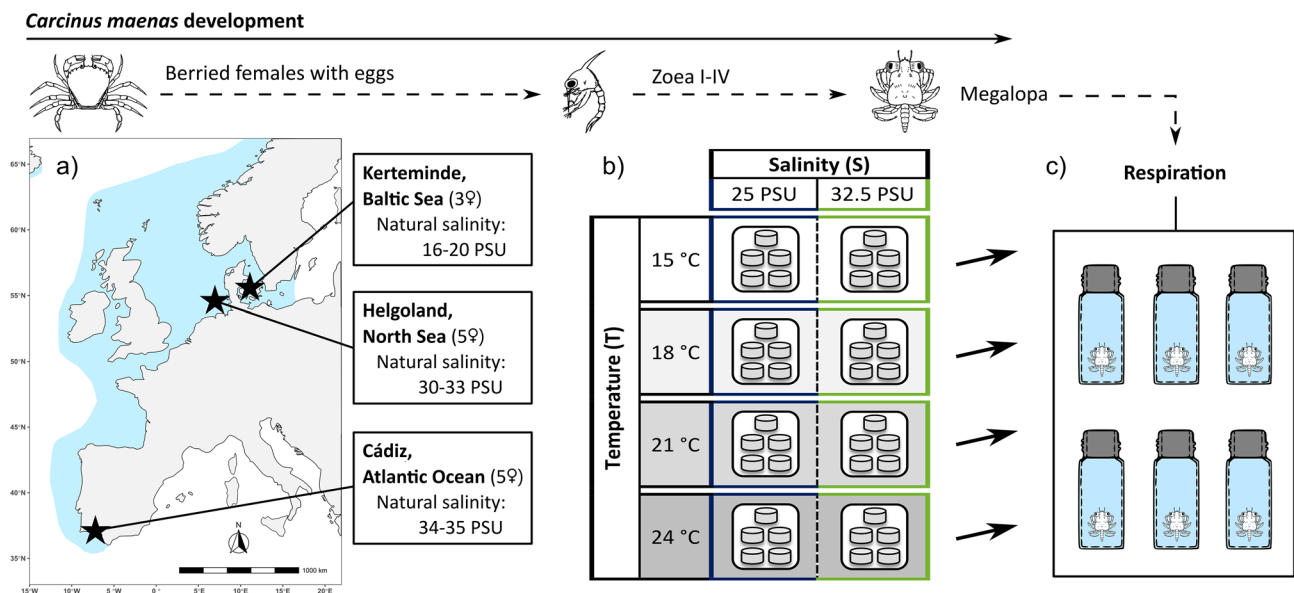 Carcinus maenas development
Berried females with eggs
Zoea I-IV
Megalopa
a)
65°N
60°N
55°N
50°N
45°N
40°N
35°N
15°W
10°W
5°W
0°
5°E
10°E
15°E
20°E
N
1000 km
Kerteminde,
Baltic Sea (3♀)
Natural salinity:
16-20 PSU
Helgoland,
North Sea (5♀)
Natural salinity:
30-33 PSU
Cádiz,
Atlantic Ocean (5♀)
Natural salinity:
34-35 PSU
b)
Salinity (S)
25 PSU
32.5 PSU
Temperature (T)
15 °C
18 °C
21 °C
24 °C
c)
Respiration